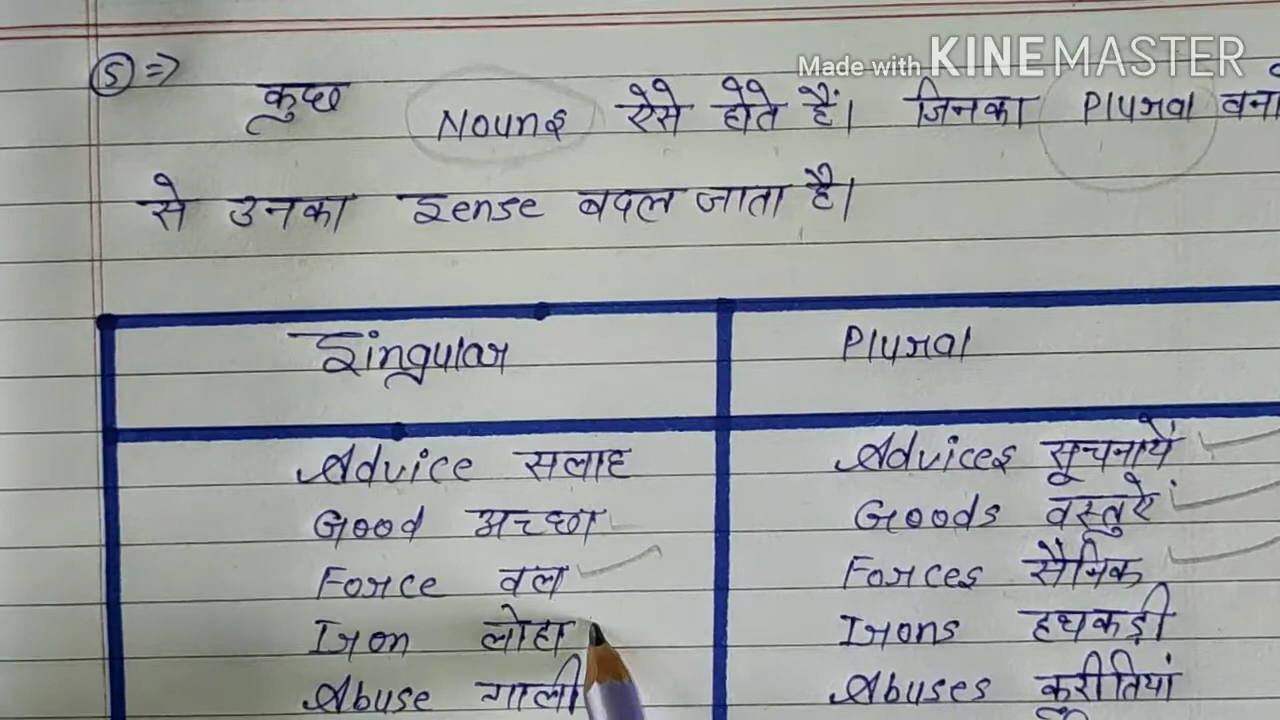 Made with KINEMASTER
⑤ => कुछ Nouns ऐसे होते हैं। जिनका Plural बना
से उनका Sense बदल जाता है।
Singular Plural
Advice सलाह Advices सूचनायें
Good अच्छा Goods वस्तुऐं
Force वल Forces सैनिक
Iron लोहा Irons हथकड़ी
Abuse गाली Abuses कुरीतियां